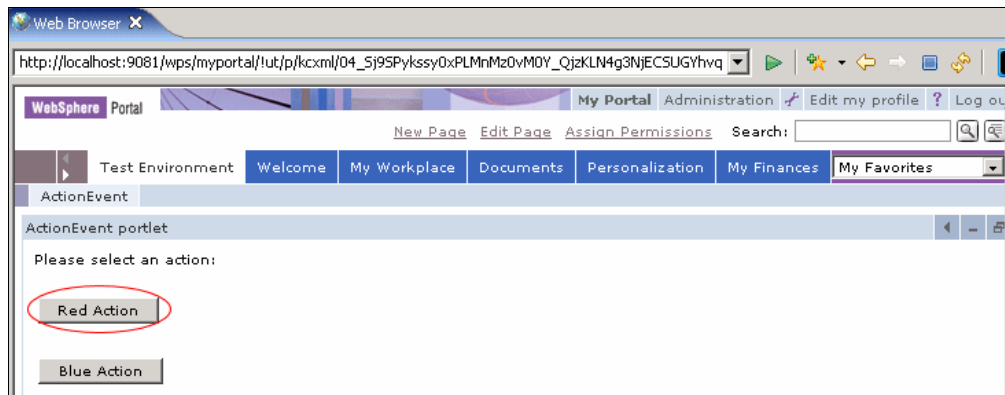 Web Browser
http://localhost:9081/wps/myportal/!ut/p/kcxml/04_Sj9SPykssy0xPLMnMz0vM0Y_QjzKLN4g3NjECSUGYhvq
WebSphere Portal My Portal Administration Edit my profile ? Log ou
New Page Edit Page Assign Permissions Search:
Test Environment Welcome My Workplace Documents Personalization My Finances My Favorites
ActionEvent
ActionEvent portlet
Please select an action:
Red Action
Blue Action